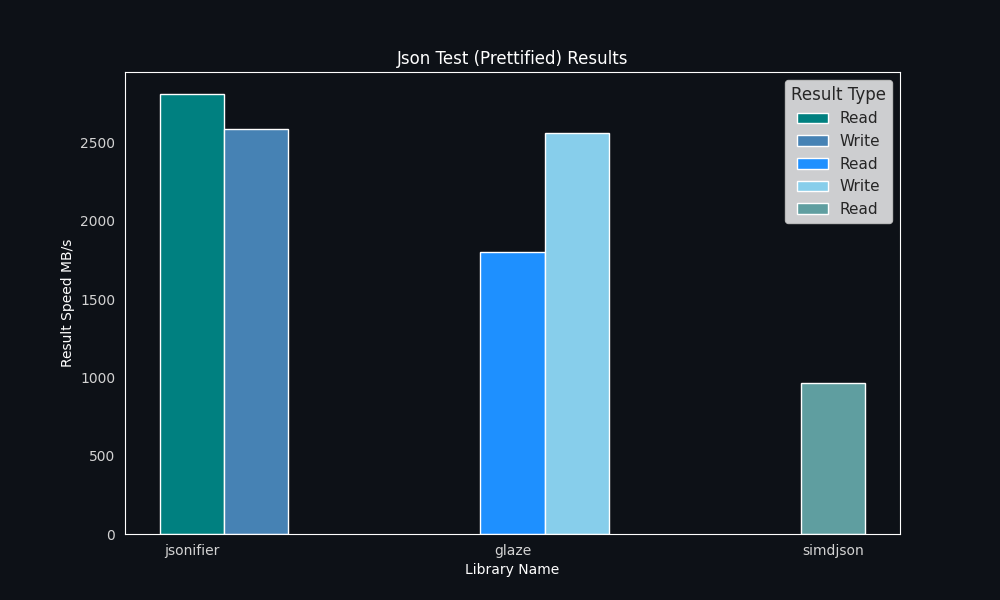 Json Test (Prettified) Results
Result Type
Read
Write
Read
Write
Read
2500
2000
1500
1000
500
0
Result Speed MB/s
jsonifier
glaze
simdjson
Library Name